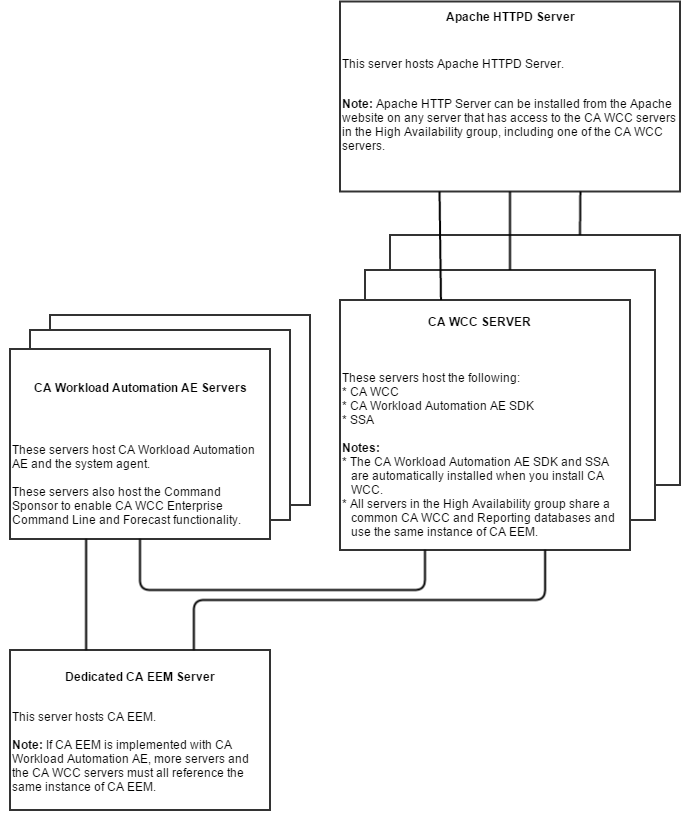 Apache HTTPD Server
This server hosts Apache HTTPD Server.
Note: Apache HTTP Server can be installed from the Apache
website on any server that has access to the CA WCC servers
in the High Availability group, including one of the CA WCC
servers.
CA WCC SERVER
These servers host the following:
* CA WCC
* CA Workload Automation AE SDK
* SSA
Notes:
* The CA Workload Automation AE SDK and SSA
are automatically installed when you install CA
WCC.
* All servers in the High Availability group share a
common CA WCC and Reporting databases and
use the same instance of CA EEM.
CA Workload Automation AE Servers
These servers host CA Workload Automation
AE and the system agent.
These servers also host the Command
Sponsor to enable CA WCC Enterprise
Command Line and Forecast functionality.
Dedicated CA EEM Server
This server hosts CA EEM.
Note: If CA EEM is implemented with CA
Workload Automation AE, more servers and
the CA WCC servers must all reference the
same instance of CA EEM.